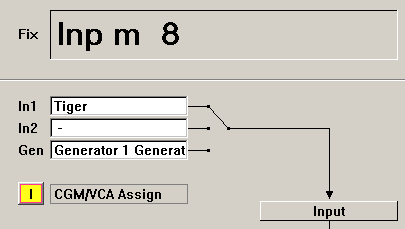 Fix Inp m 8
In1 Tiger
In2 -
Gen Generator 1 Generat
I CGM/VCA Assign
Input